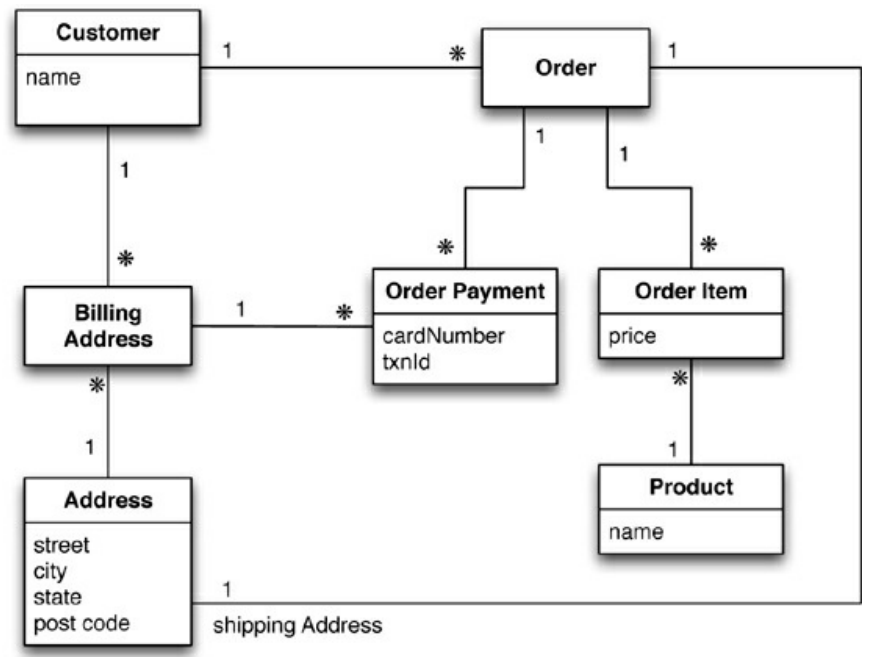 Customer
name
1
*
Order
1
1
1
1
*
Billing
Address
1
*
*
Order Payment
cardNumber
txnId
*
Order Item
price
*
1
*
1
Product
name
Address
street
city
state
post code
1
shipping Address